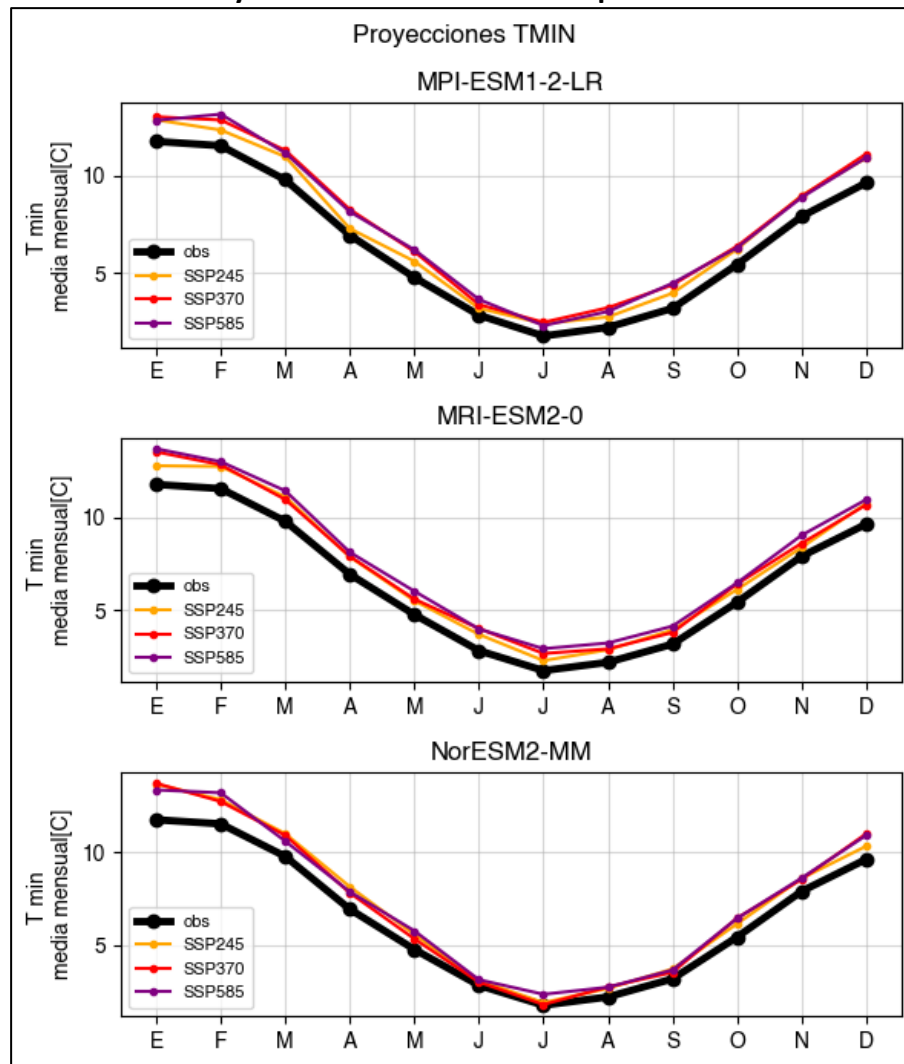 Proyecciones TMIN
MPI-ESM1-2-LR
T min
media mensual[C]
10
5
obs
SSP245
SSP370
SSP585
E F M A M J J A S O N D
MRI-ESM2-0
T min
media mensual[C]
10
5
obs
SSP245
SSP370
SSP585
E F M A M J J A S O N D
NorESM2-MM
T min
media mensual[C]
10
5
obs
SSP245
SSP370
SSP585
E F M A M J J A S O N D